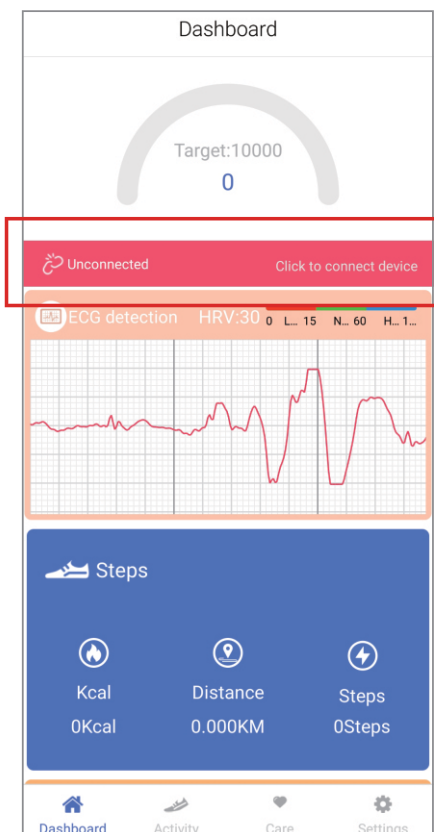 Dashboard
Target:10000
0
Unconnected Click to connect device
ECG detection HRV:30 0 L... 15 N... 60 H... 1...
Steps
Kcal Distance Steps
0Kcal 0.000KM 0Steps
Dashboard Activity Care Settings